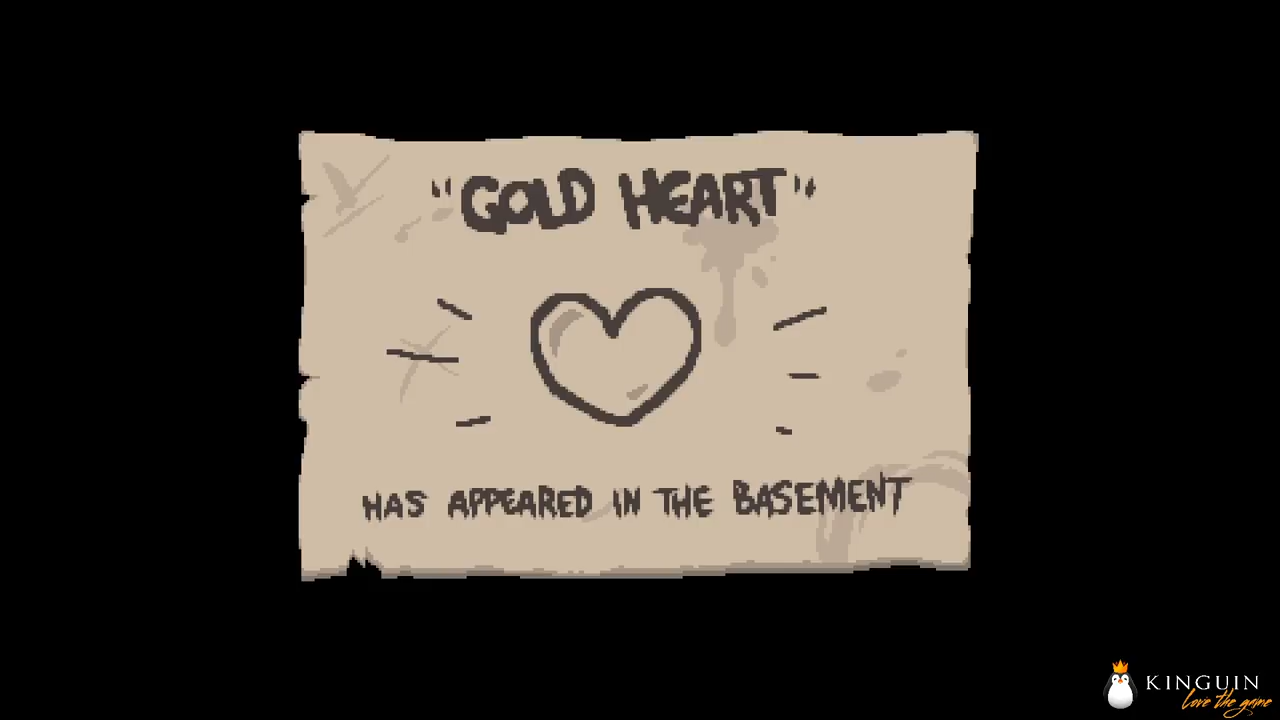 "GOLD HEART"
HAS APPEARED IN THE BASEMENT
KINGUIN
love the game